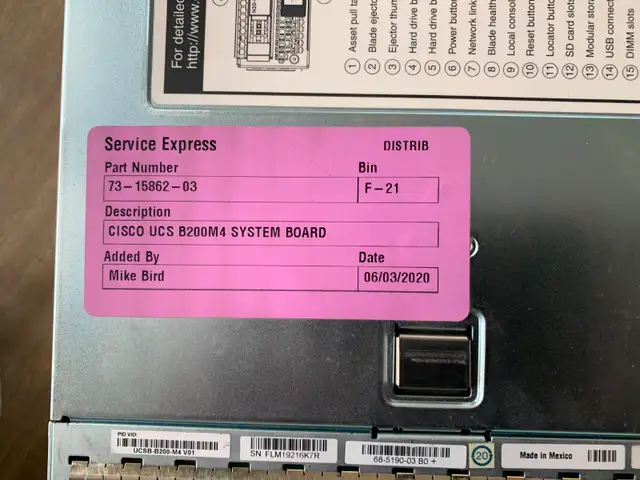 For detailed
http://www.
1 Asset pull ta
2 Blade ejecto
3 Ejector thum
4 Hard drive b
5 Hard drive b
6 Power button
7 Network link
8 Blade health
9 Local consol
10 Reset button
11 Locator butto
12 SD card slots
13 Modular stor
14 USB connect
15 DIMM slots
Service Express DISTRIB
Part Number Bin
73-15862-03 F-21
Description
CISCO UCS B200M4 SYSTEM BOARD
Added By Date
Mike Bird 06/03/2020
PID VID:
UCSB-B200-M4 V01
SN FLM19216K7R
68-5190-03 B0 +
20
Made in Mexico